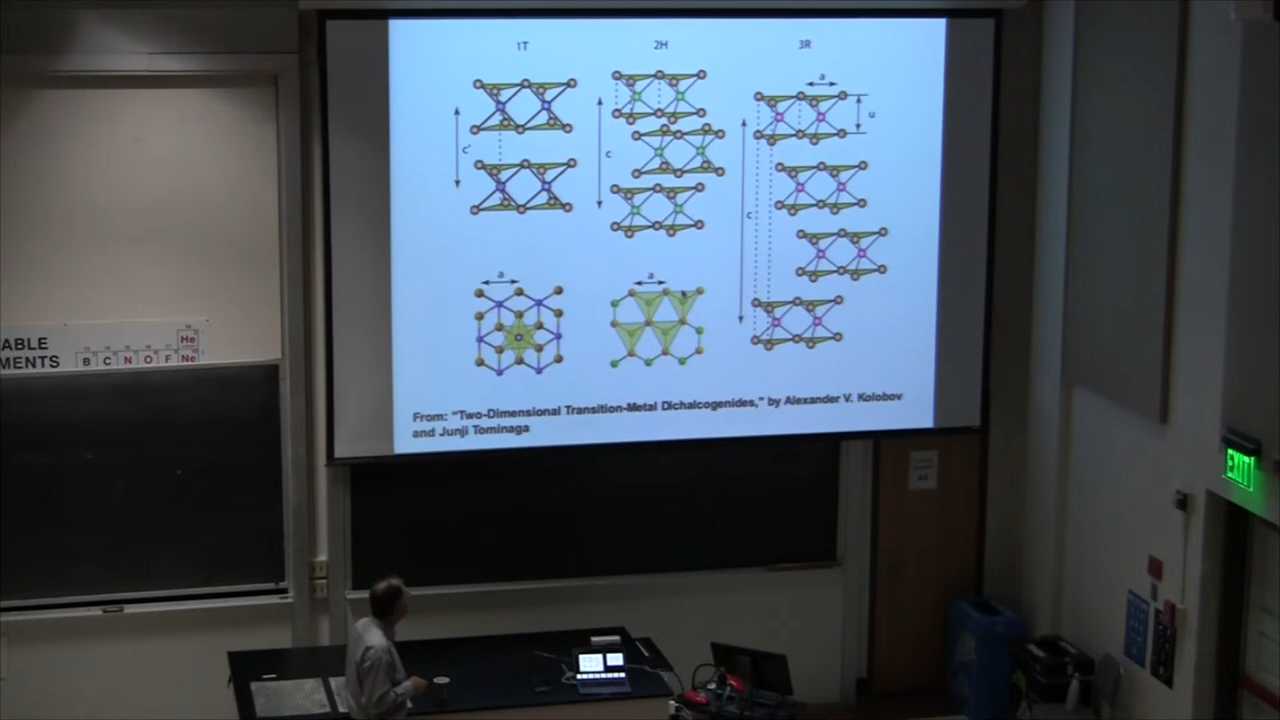 1T
2H
3R
a
u
c'
c
c
a
a
ABLE
MENTS
He
B C N O F Ne
From: “Two-Dimensional Transition-Metal Dichalcogenides,” by Alexander V. Kolobov
and Junji Tominaga
EXIT